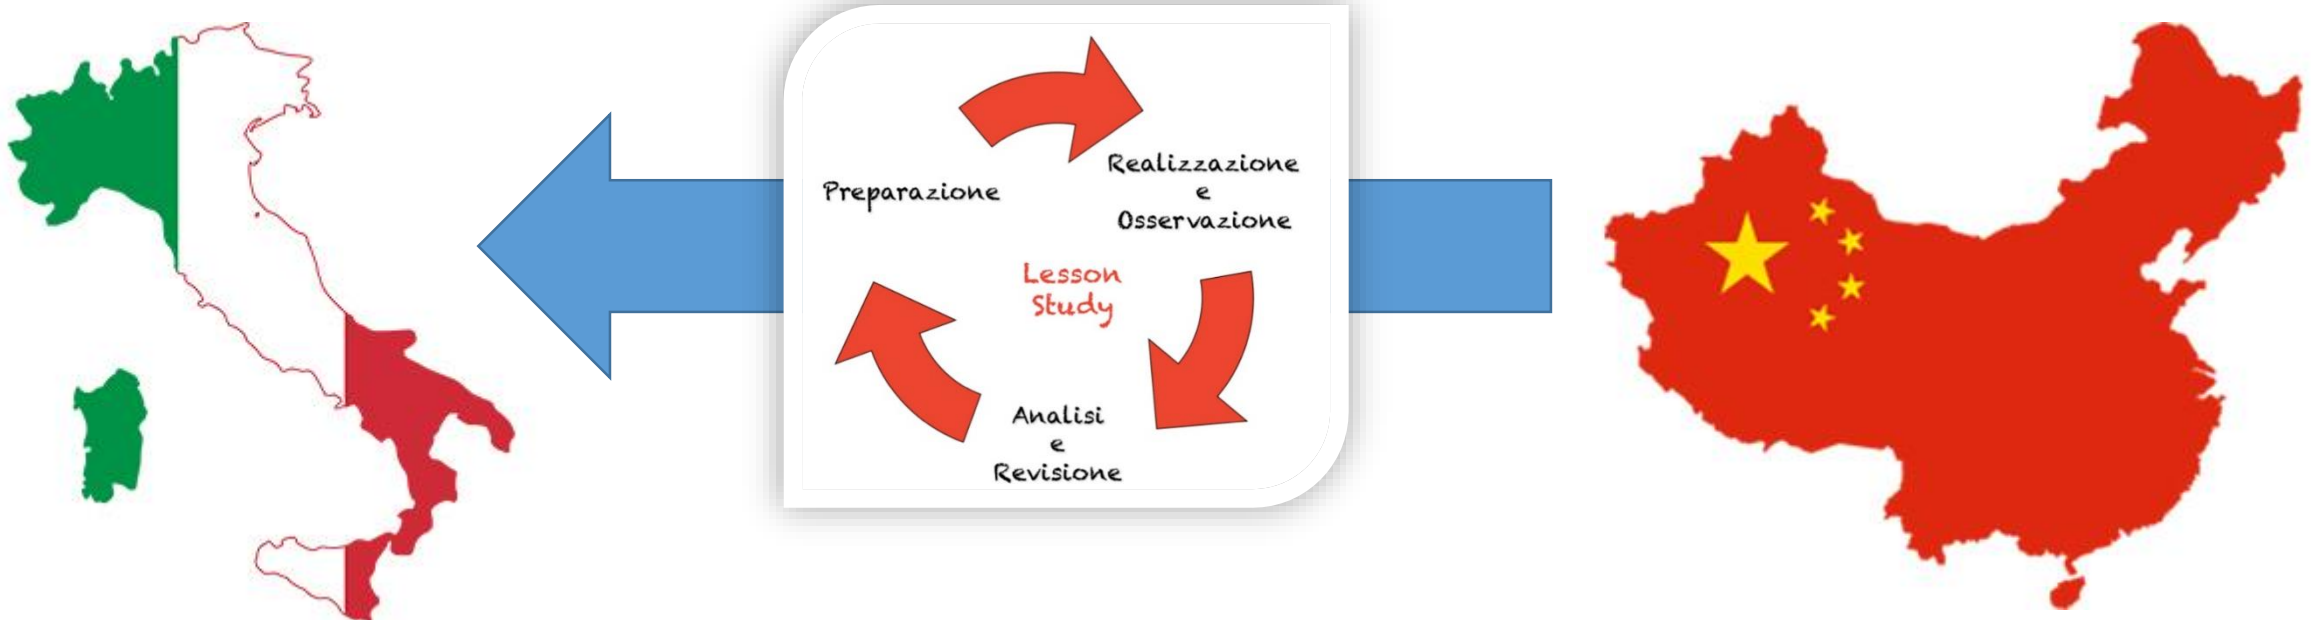 Preparazione
Realizzazione
e
Osservazione
Lesson
Study
Analisi
e
Revisione